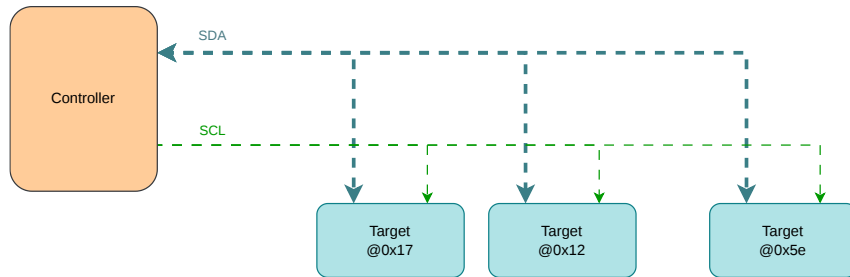 SDA
Controller
SCL
Target
@0x17
Target
@0x12
Target
@0x5e